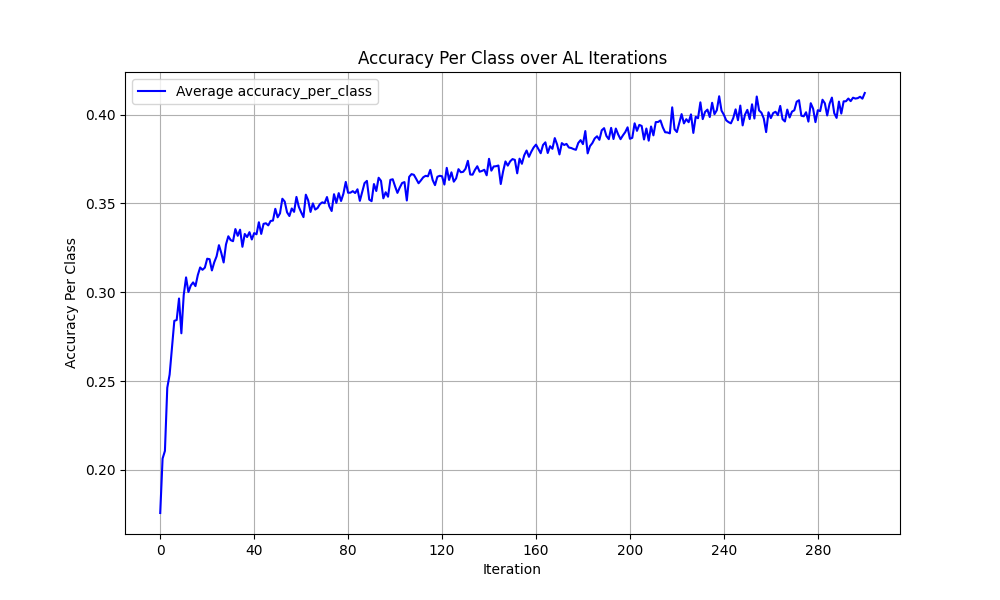 Accuracy Per Class over AL Iterations
Average accuracy_per_class
Accuracy Per Class
0.40
0.35
0.30
0.25
0.20
0 40 80 120 160 200 240 280
Iteration